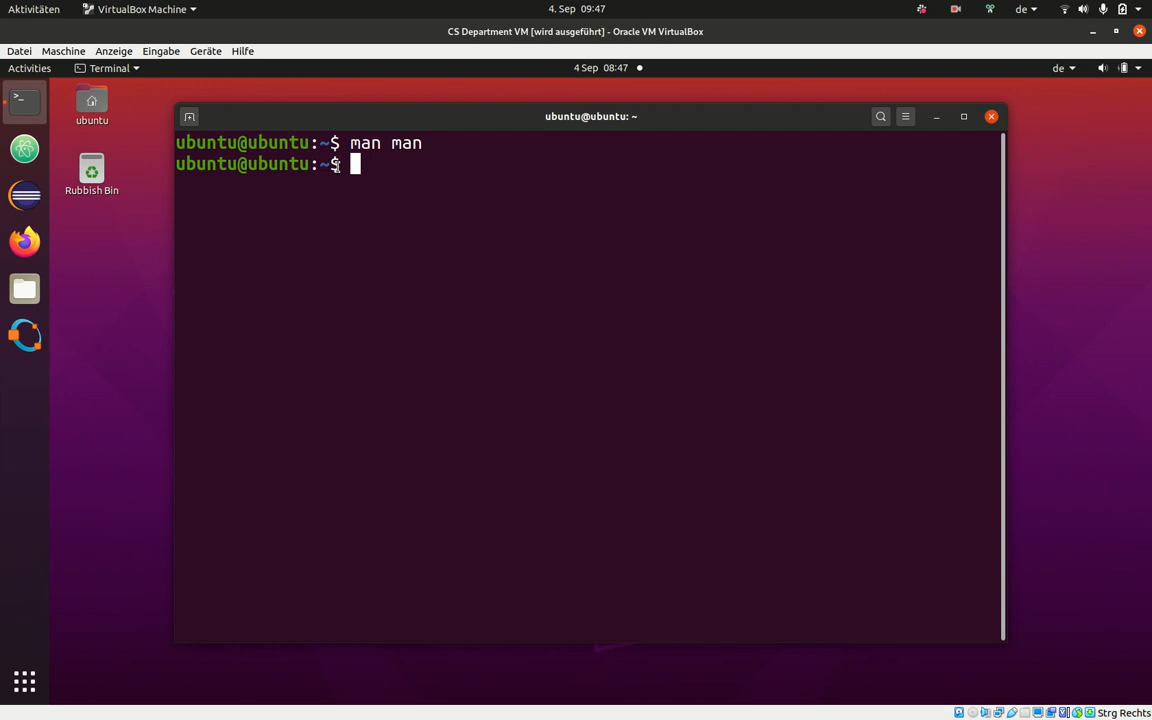 Aktivitäten VirtualBox Machine 4. Sep 09:47 de
CS Department VM [wird ausgeführt] - Oracle VM VirtualBox
Datei Maschine Anzeige Eingabe Geräte Hilfe
Activities Terminal 4 Sep 08:47 de
ubuntu@ubuntu: ~
ubuntu@ubuntu:~$ man man
ubuntu@ubuntu:~$
ubuntu
Rubbish Bin
Strg Rechts